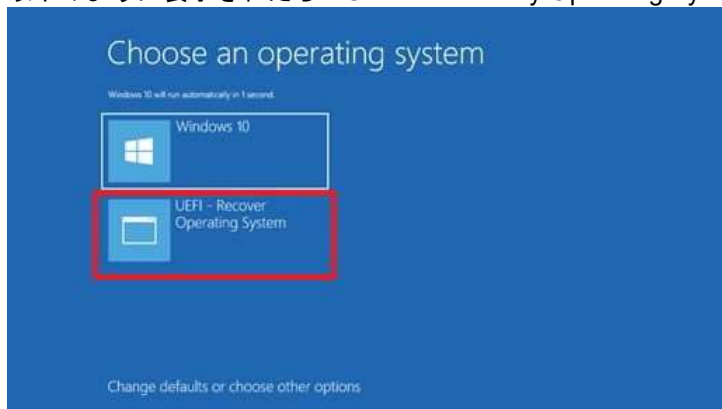 Choose an operating system
Windows 10 will run automatically in 1 second.
Windows 10
UEFI - Recover
Operating System
Change defaults or choose other options